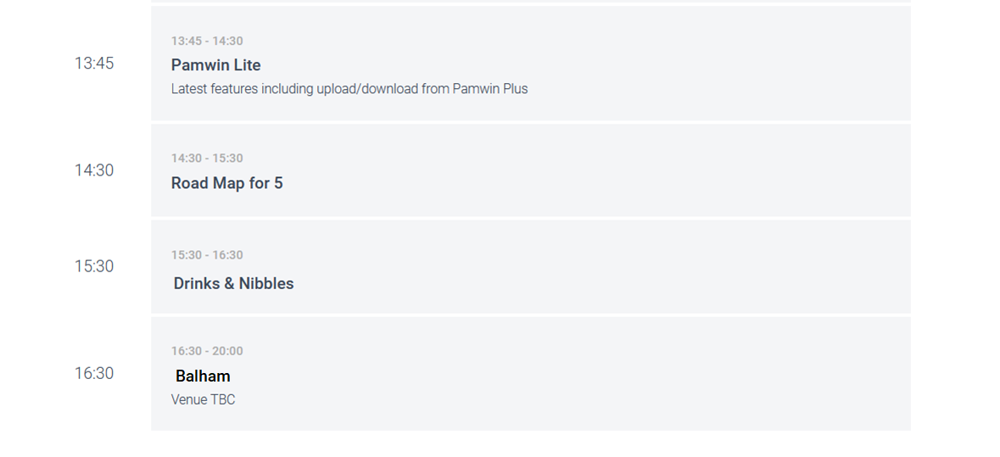 13:45
13:45 - 14:30
Pamwin Lite
Latest features including upload/download from Pamwin Plus
14:30
14:30 - 15:30
Road Map for 5
15:30
15:30 - 16:30
Drinks & Nibbles
16:30
16:30 - 20:00
Balham
Venue TBC